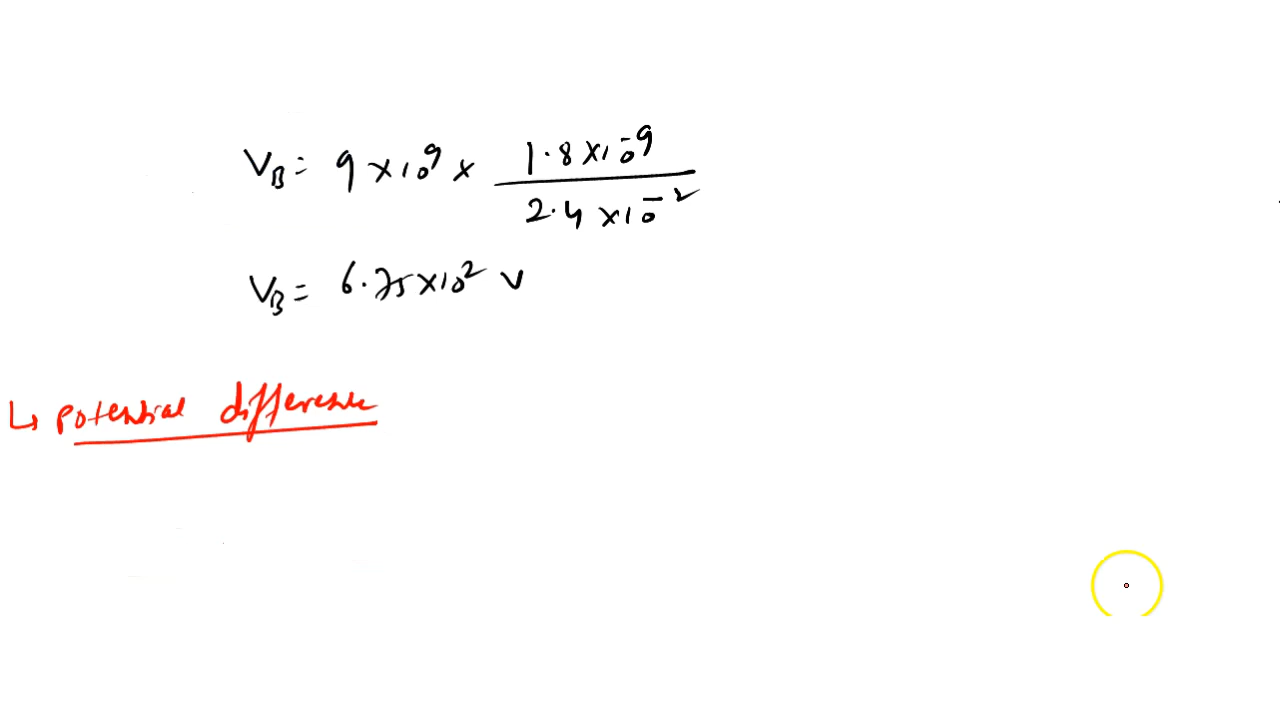 V_B = 9 × 10^9 × (1.8 × 10^-9) / (2.4 × 10^-2)
V_B = 6.75 × 10^2 V
↳ potential difference